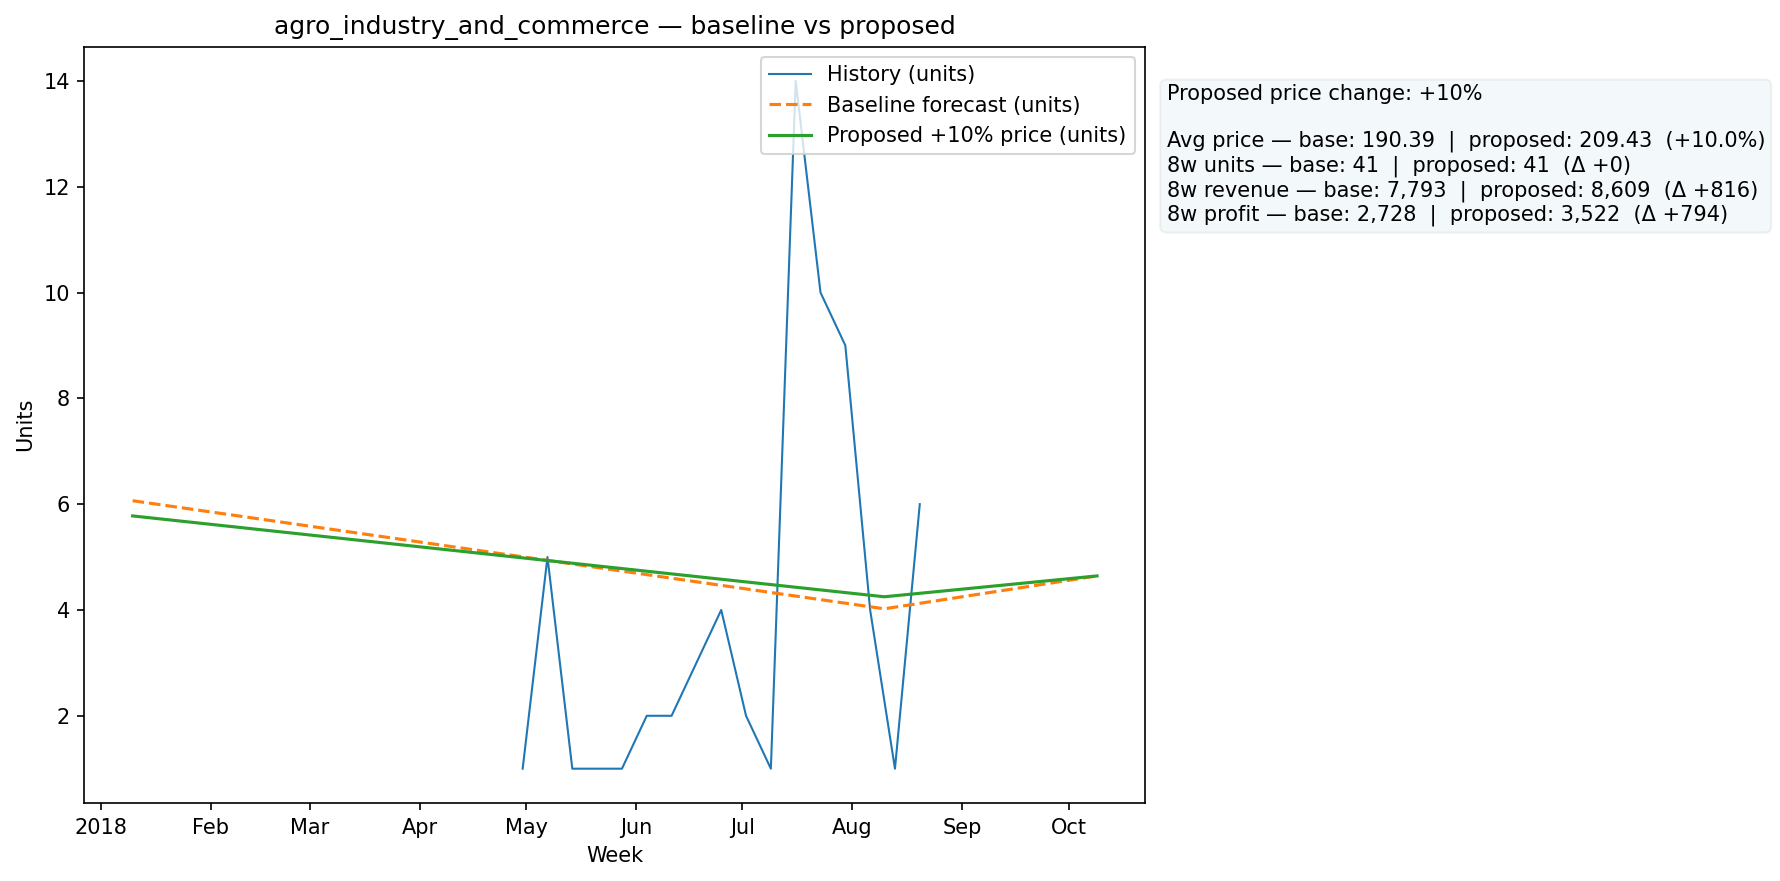 agro_industry_and_commerce — baseline vs proposed
History (units)
Baseline forecast (units)
Proposed +10% price (units)
Proposed price change: +10%
Avg price — base: 190.39 | proposed: 209.43 (+10.0%)
8w units — base: 41 | proposed: 41 (Δ +0)
8w revenue — base: 7,793 | proposed: 8,609 (Δ +816)
8w profit — base: 2,728 | proposed: 3,522 (Δ +794)
Units
14
12
10
8
6
4
2
2018 Feb Mar Apr May Jun Jul Aug Sep Oct
Week